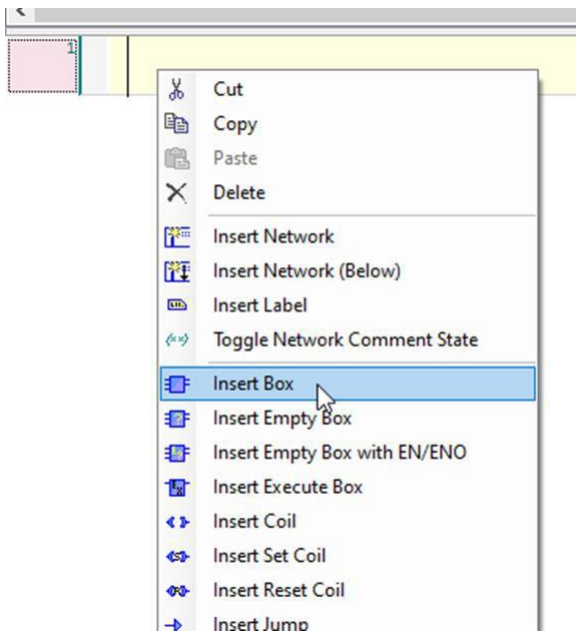 1
Cut
Copy
Paste
Delete
Insert Network
Insert Network (Below)
Insert Label
Toggle Network Comment State
Insert Box
Insert Empty Box
Insert Empty Box with EN/ENO
Insert Execute Box
Insert Coil
Insert Set Coil
Insert Reset Coil
Insert Jump